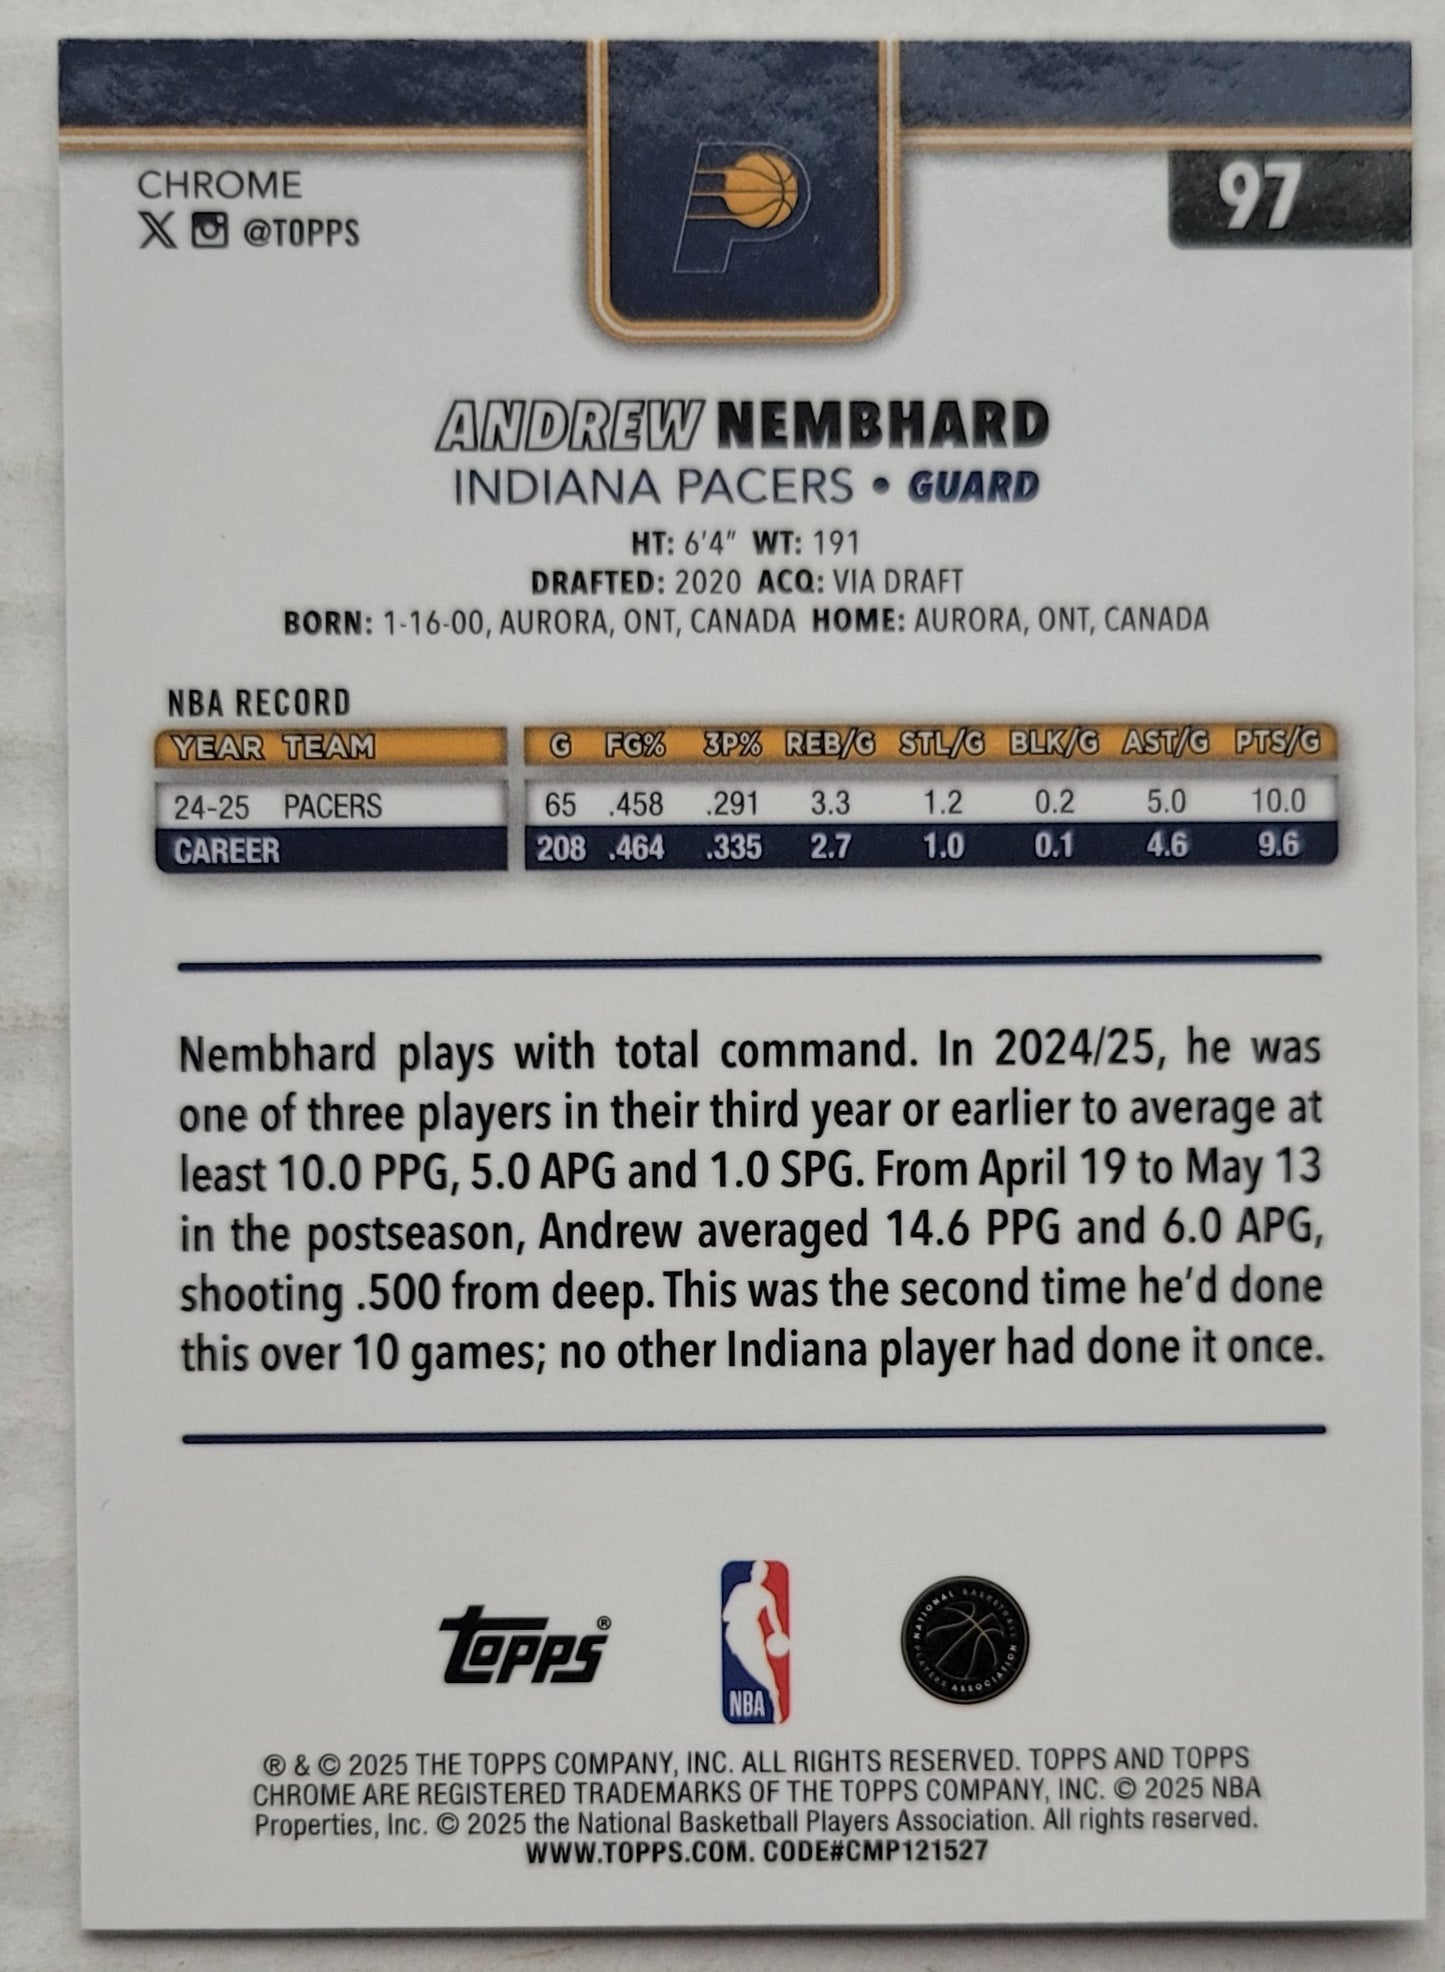 CHROME
97
X @TOPPS
ANDREW NEMBHARD
INDIANA PACERS • GUARD
HT: 6'4" WT: 191
DRAFTED: 2020 ACQ: VIA DRAFT
BORN: 1-16-00, AURORA, ONT, CANADA HOME: AURORA, ONT, CANADA
NBA RECORD
YEAR TEAM G FG% 3P% REB/G STL/G BLK/G AST/G PTS/G
24-25 PACERS 65 .458 .291 3.3 1.2 0.2 5.0 10.0
CAREER 208 .464 .335 2.7 1.0 0.1 4.6 9.6
Nembhard plays with total command. In 2024/25, he was
one of three players in their third year or earlier to average at
least 10.0 PPG, 5.0 APG and 1.0 SPG. From April 19 to May 13
in the postseason, Andrew averaged 14.6 PPG and 6.0 APG,
shooting .500 from deep. This was the second time he'd done
this over 10 games; no other Indiana player had done it once.
TOPPS®
NBA
NATIONAL BASKETBALL PLAYERS ASSOCIATION
® & © 2025 THE TOPPS COMPANY, INC. ALL RIGHTS RESERVED. TOPPS AND TOPPS
CHROME ARE REGISTERED TRADEMARKS OF THE TOPPS COMPANY, INC. © 2025 NBA
Properties, Inc. © 2025 the National Basketball Players Association. All rights reserved.
WWW.TOPPS.COM. CODE#CMP121527